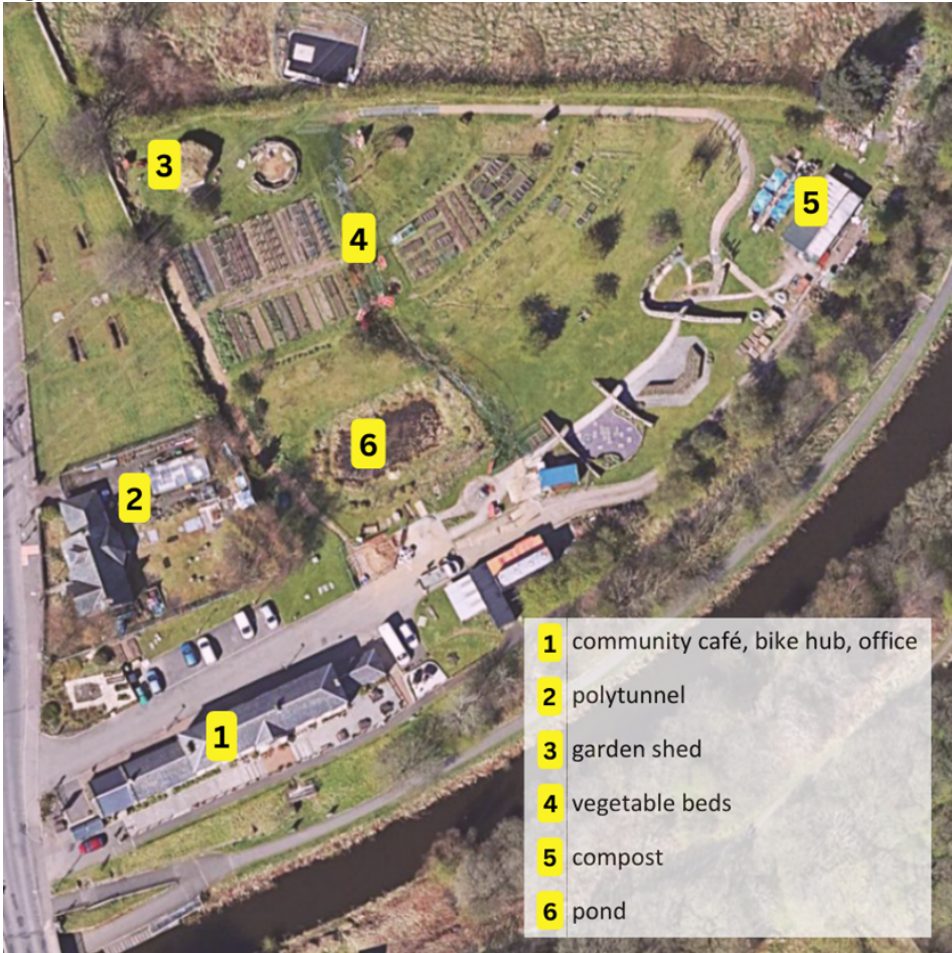 3
5
4
6
2
1
1 community café, bike hub, office
2 polytunnel
3 garden shed
4 vegetable beds
5 compost
6 pond